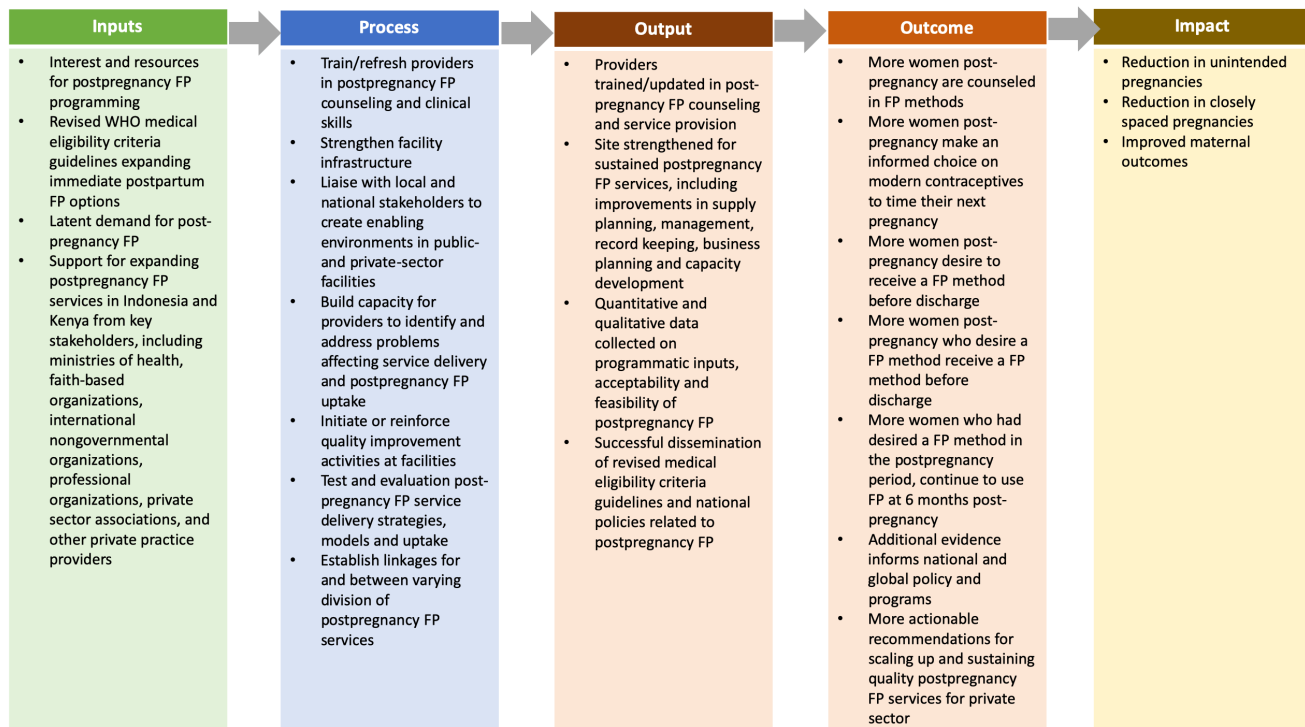 Inputs
• Interest and resources
for postpregnancy FP
programming
• Revised WHO medical
eligibility criteria
guidelines expanding
immediate postpartum
FP options
• Latent demand for post-
pregnancy FP
• Support for expanding
postpregnancy FP
services in Indonesia and
Kenya from key
stakeholders, including
ministries of health,
faith-based
organizations,
international
nongovernmental
organizations,
professional
organizations, private
sector associations, and
other private practice
providers
Process
• Train/refresh providers
in postpregnancy FP
counseling and clinical
skills
• Strengthen facility
infrastructure
• Liaise with local and
national stakeholders to
create enabling
environments in public-
and private-sector
facilities
• Build capacity for
providers to identify and
address problems
affecting service delivery
and postpregnancy FP
uptake
• Initiate or reinforce
quality improvement
activities at facilities
• Test and evaluation post-
pregnancy FP service
delivery strategies,
models and uptake
• Establish linkages for
and between varying
division of
postpregnancy FP
services
Output
• Providers
trained/updated in post-
pregnancy FP counseling
and service provision
• Site strengthened for
sustained postpregnancy
FP services, including
improvements in supply
planning, management,
record keeping, business
planning and capacity
development
• Quantitative and
qualitative data
collected on
programmatic inputs,
acceptability and
feasibility of
postpregnancy FP
• Successful dissemination
of revised medical
eligibility criteria
guidelines and national
policies related to
postpregnancy FP
Outcome
• More women post-
pregnancy are counseled
in FP methods
• More women post-
pregnancy make an
informed choice on
modern contraceptives
to time their next
pregnancy
• More women post-
pregnancy desire to
receive a FP method
before discharge
• More women post-
pregnancy who desire a
FP method receive a FP
method before
discharge
• More women who had
desired a FP method in
the postpregnancy
period, continue to use
FP at 6 months post-
pregnancy
• Additional evidence
informs national and
global policy and
programs
• More actionable
recommendations for
scaling up and sustaining
quality postpregnancy
FP services for private
sector
Impact
• Reduction in unintended
pregnancies
• Reduction in closely
spaced pregnancies
• Improved maternal
outcomes